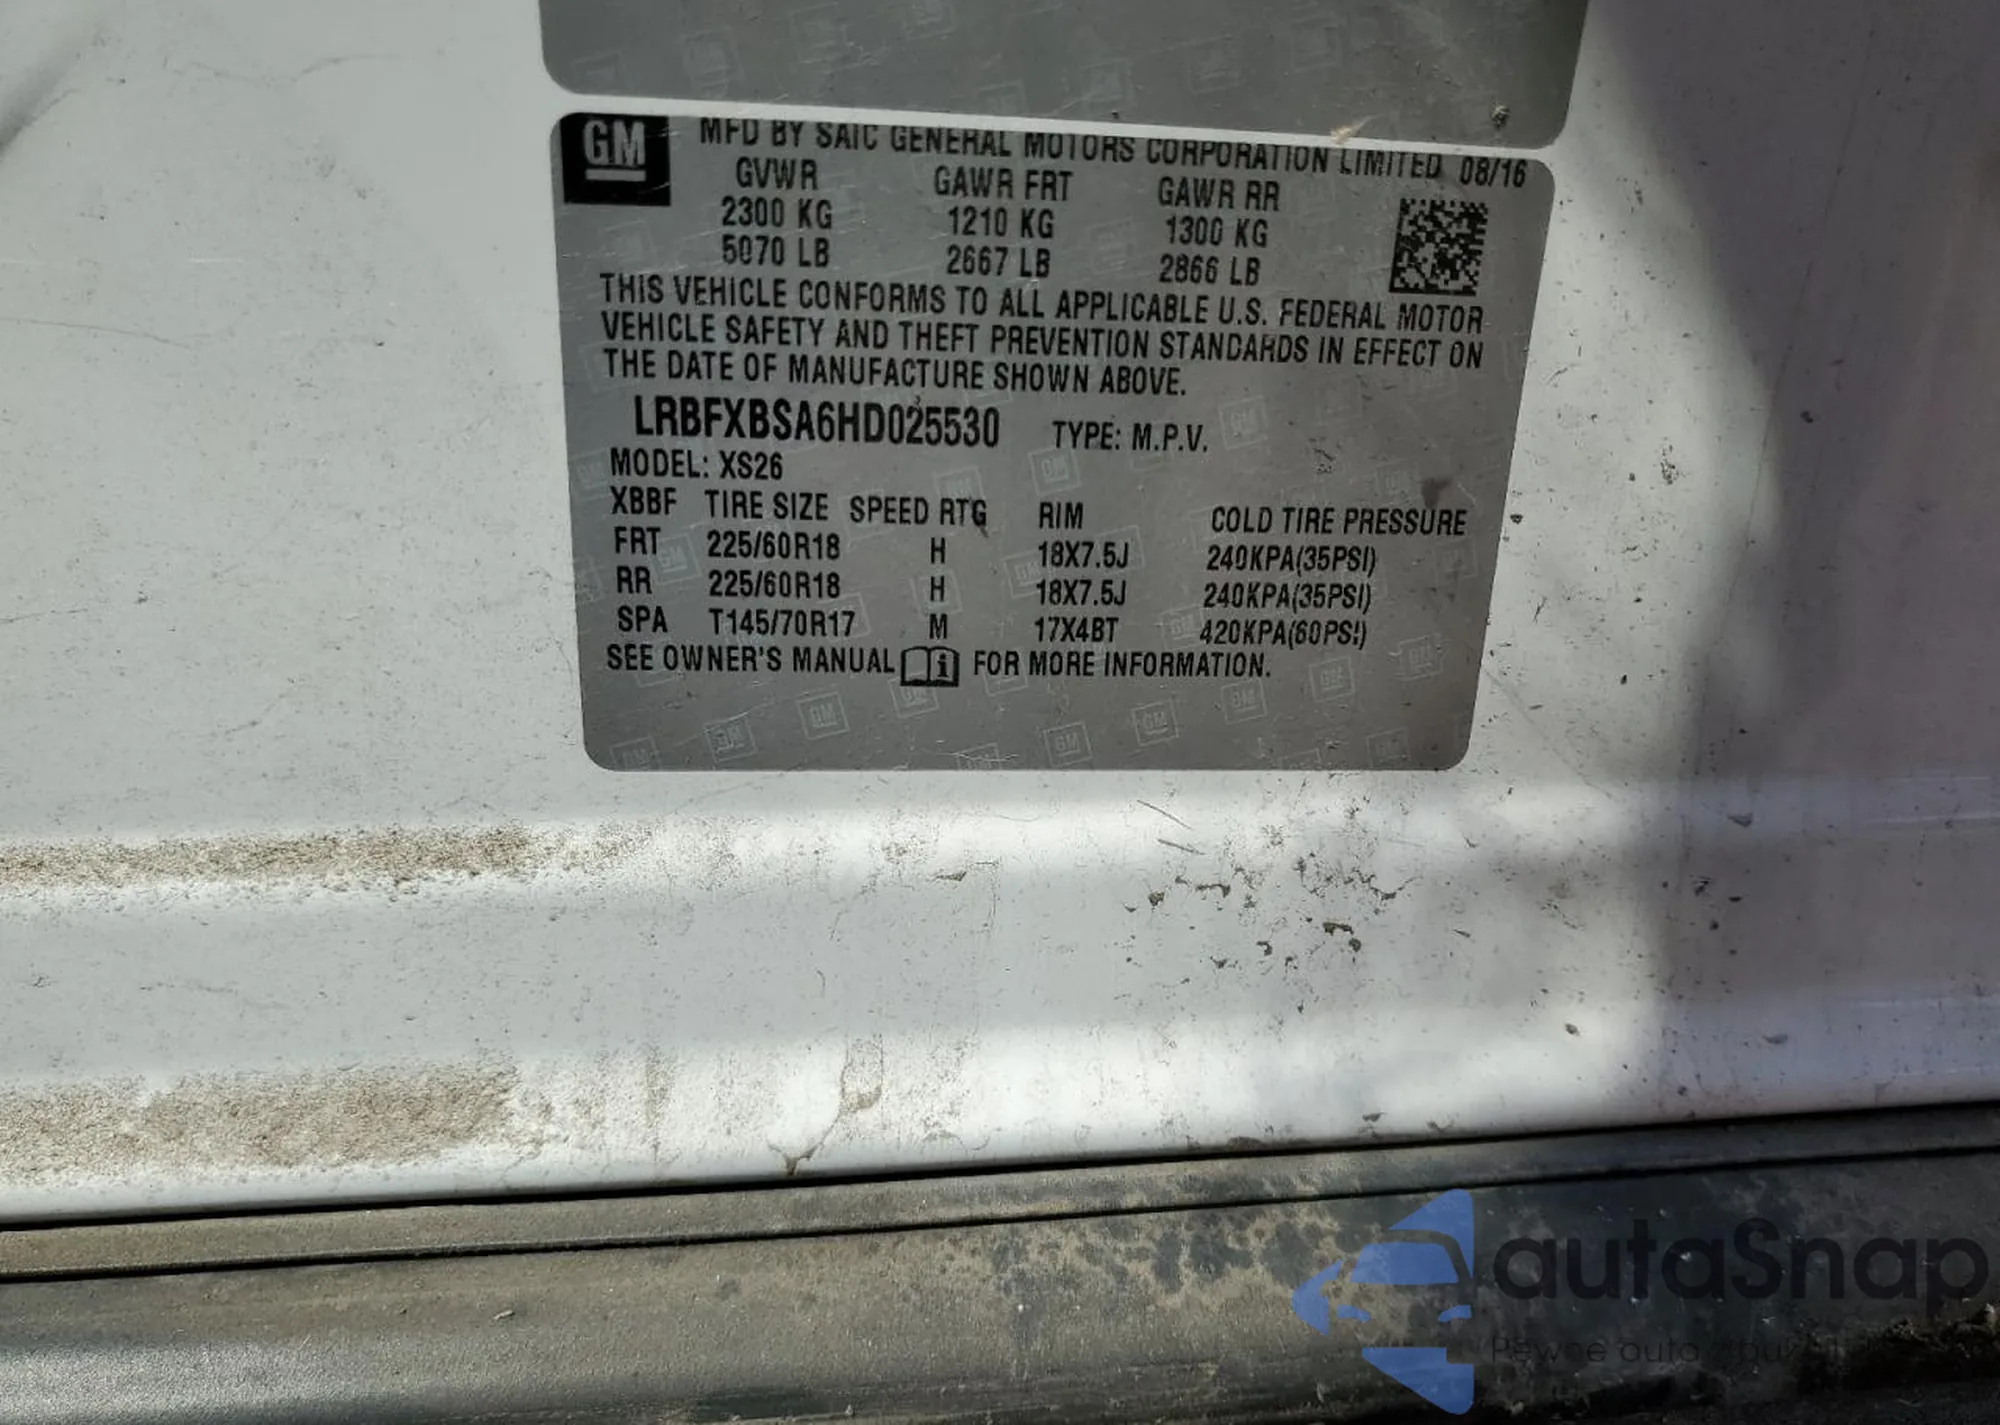 GM
MFD BY SAIC GENERAL MOTORS CORPORATION LIMITED 08/16
GVWR GAWR FRT GAWR RR
2300 KG 1210 KG 1300 KG
5070 LB 2667 LB 2866 LB
THIS VEHICLE CONFORMS TO ALL APPLICABLE U.S. FEDERAL MOTOR
VEHICLE SAFETY AND THEFT PREVENTION STANDARDS IN EFFECT ON
THE DATE OF MANUFACTURE SHOWN ABOVE.
LRBFXBSA6HD025530 TYPE: M.P.V.
MODEL: XS26
XBBF TIRE SIZE SPEED RTG RIM COLD TIRE PRESSURE
FRT 225/60R18 H 18X7.5J 240KPA(35PSI)
RR 225/60R18 H 18X7.5J 240KPA(35PSI)
SPA T145/70R17 M 17X4BT 420KPA(60PSI)
SEE OWNER'S MANUAL FOR MORE INFORMATION.
autaSnap
Pewne auta z